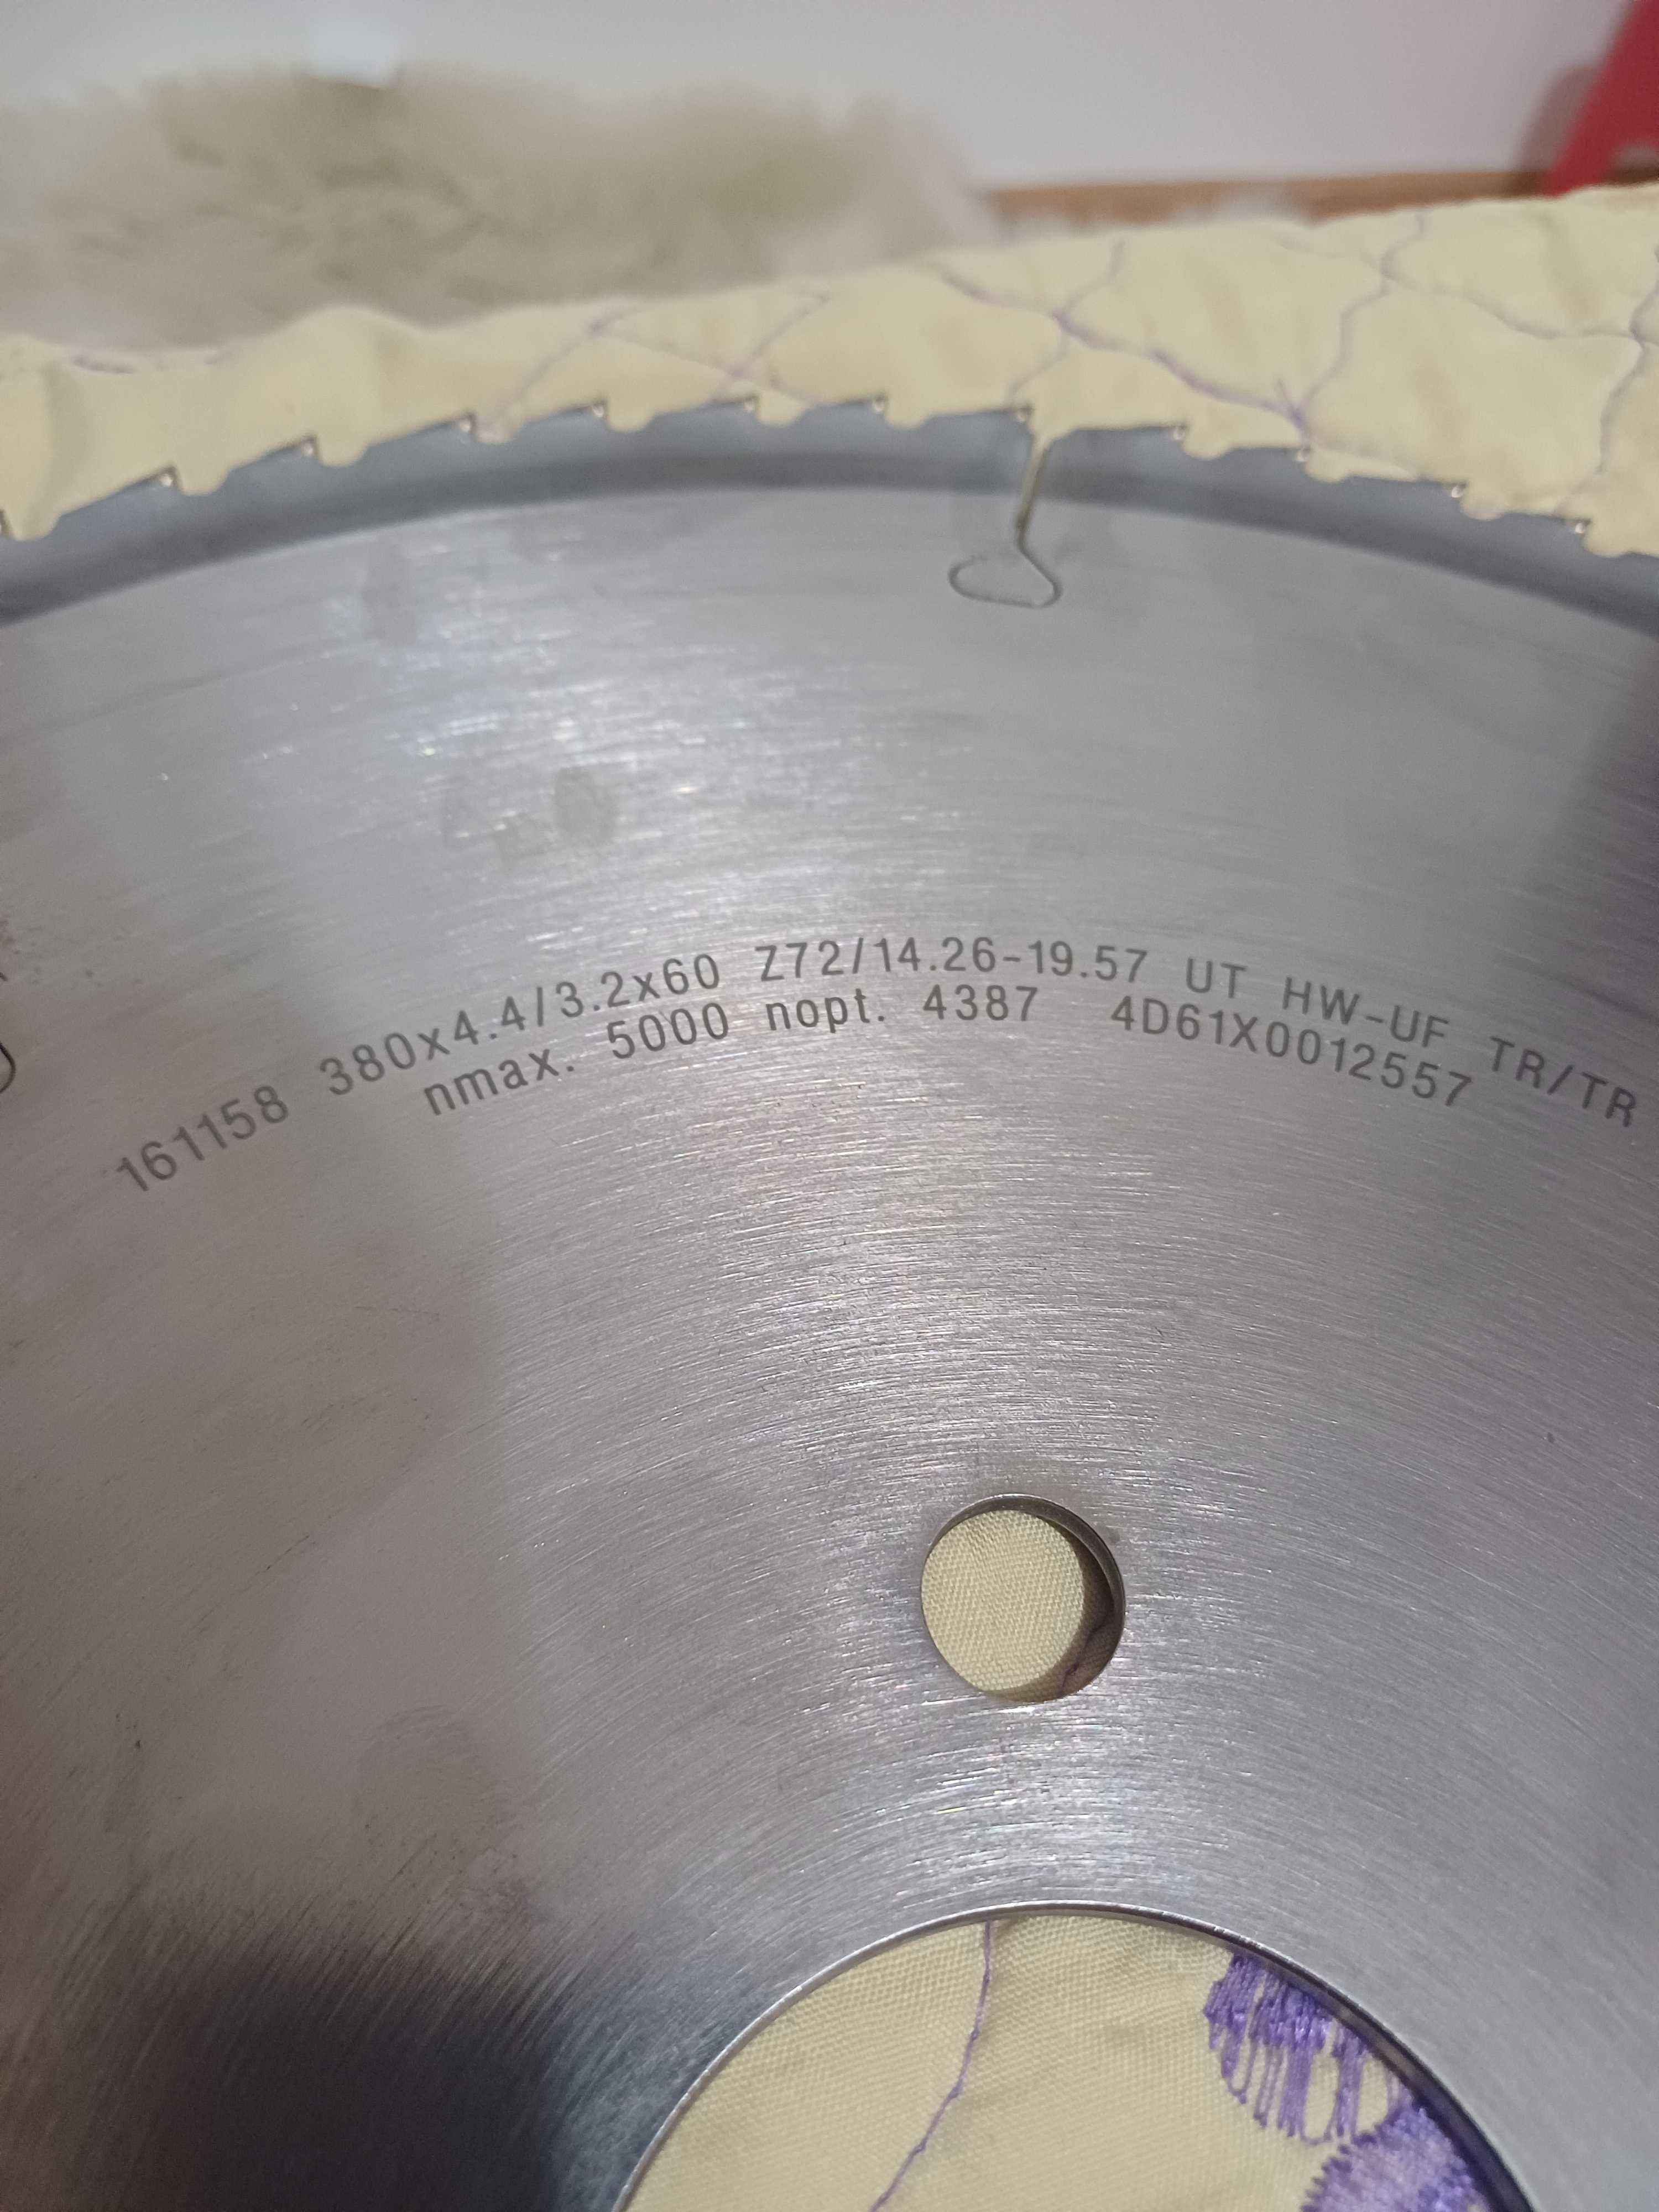 161158 380x4.4/3.2x60 Z72/14.26-19.57 UT HW-UF TR/TR
nmax. 5000 nopt. 4387 4D61X0012557